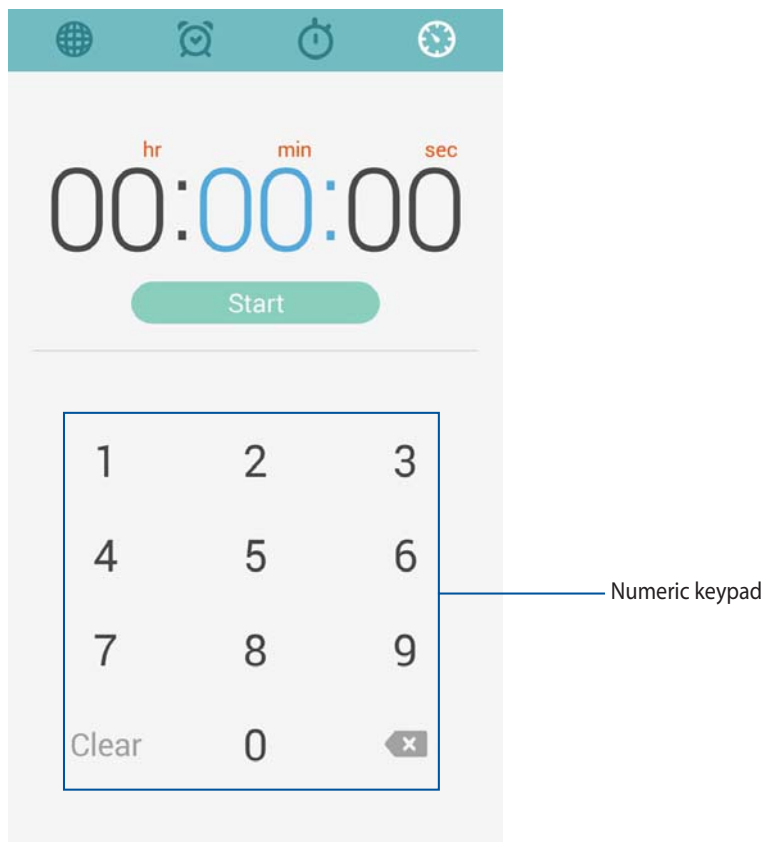 hr min sec
00:00:00
Start
1 2 3
4 5 6
Numeric keypad
7 8 9
Clear 0